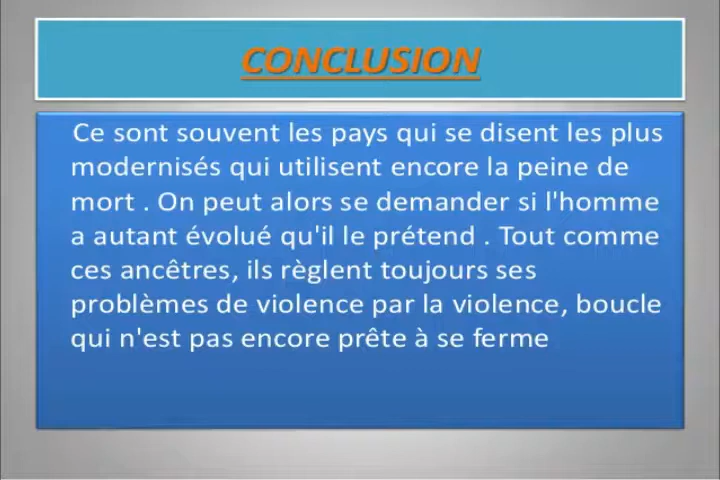 CONCLUSION
Ce sont souvent les pays qui se disent les plus
modernisés qui utilisent encore la peine de
mort . On peut alors se demander si l'homme
a autant évolué qu'il le prétend . Tout comme
ces ancêtres, ils règlent toujours ses
problèmes de violence par la violence, boucle
qui n'est pas encore prête à se ferme